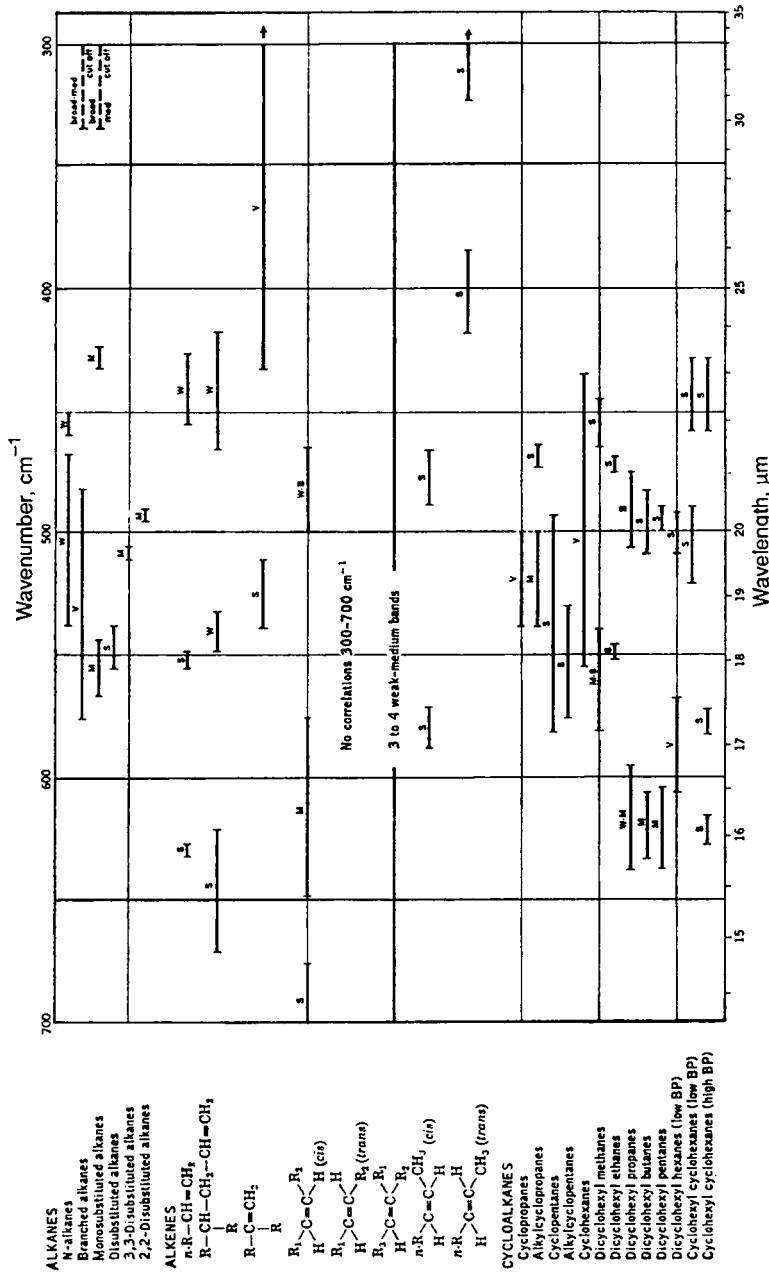 Wavenumber, cm⁻¹
700
600
500
400
300
ALKANES
N-alkanes
Branched alkanes
Monosubstituted alkanes
Disubstituted alkanes
3,3-Disubstituted alkanes
2,2-Disubstituted alkanes
W
W
V
M
M
S
M
M
broad-med
broad
cut off
med
cut off
ALKENES
n.R—CH=CH₂
R—CH—CH₂—CH=CH₂
R
R—C=CH₂
R
S
S
W
S
W
W
S
V
R₁
R₂
C=C
H
H (cis)
S
M
W-B
R₁
H
C=C
H
R₂ (trans)
No correlations 300-700 cm⁻¹
R₃
R₁
C=C
H
R₂
3 to 4 weak-medium bands
n.R
CH₃ (cis)
C=C
H
H
S
S
n.R
H
C=C
H
CH₃ (trans)
S
S
CYCLOALKANES
Cyclopropanes
Alkylcyclopropanes
Cyclopentanes
Alkylcyclopentanes
Cyclohexanes
Dicyclohexyl methanes
Dicyclohexyl ethanes
Dicyclohexyl propanes
Dicyclohexyl butanes
Dicyclohexyl pentanes
Dicyclohexyl hexanes (low BP)
Cyclohexyl cyclohexanes (low BP)
Cyclohexyl cyclohexanes (high BP)
V
M
S
S
S
V
M-B
S
S
W-M
M
S
M
S
V
S
S
S
S
S
S
15
16
17
18
19
20
25
30
35
Wavelength, μm